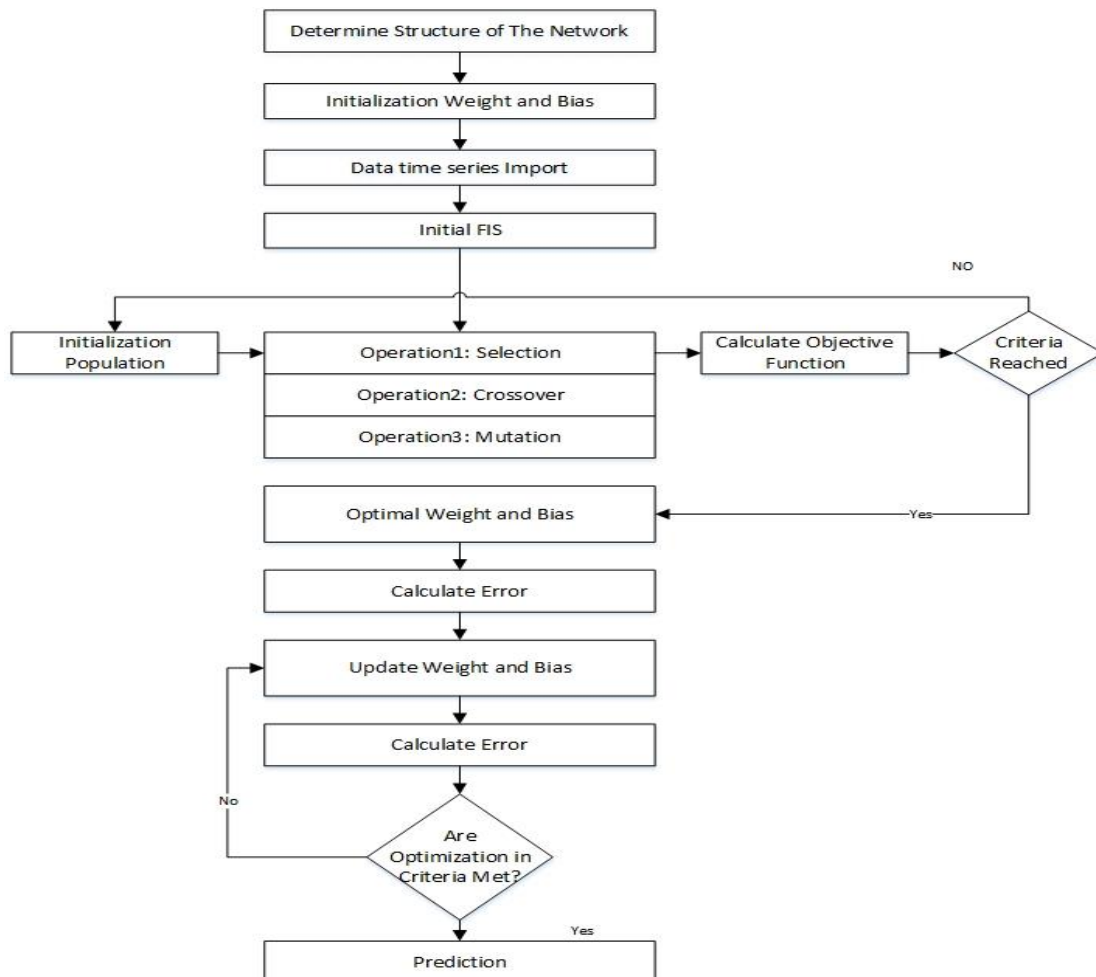 Determine Structure of The Network
Initialization Weight and Bias
Data time series Import
Initial FIS
NO
Initialization
Population
Operation1: Selection
Operation2: Crossover
Operation3: Mutation
Calculate Objective
Function
Criteria
Reached
Optimal Weight and Bias
Yes
Calculate Error
Update Weight and Bias
Calculate Error
No
Are
Optimization in
Criteria Met?
Yes
Prediction